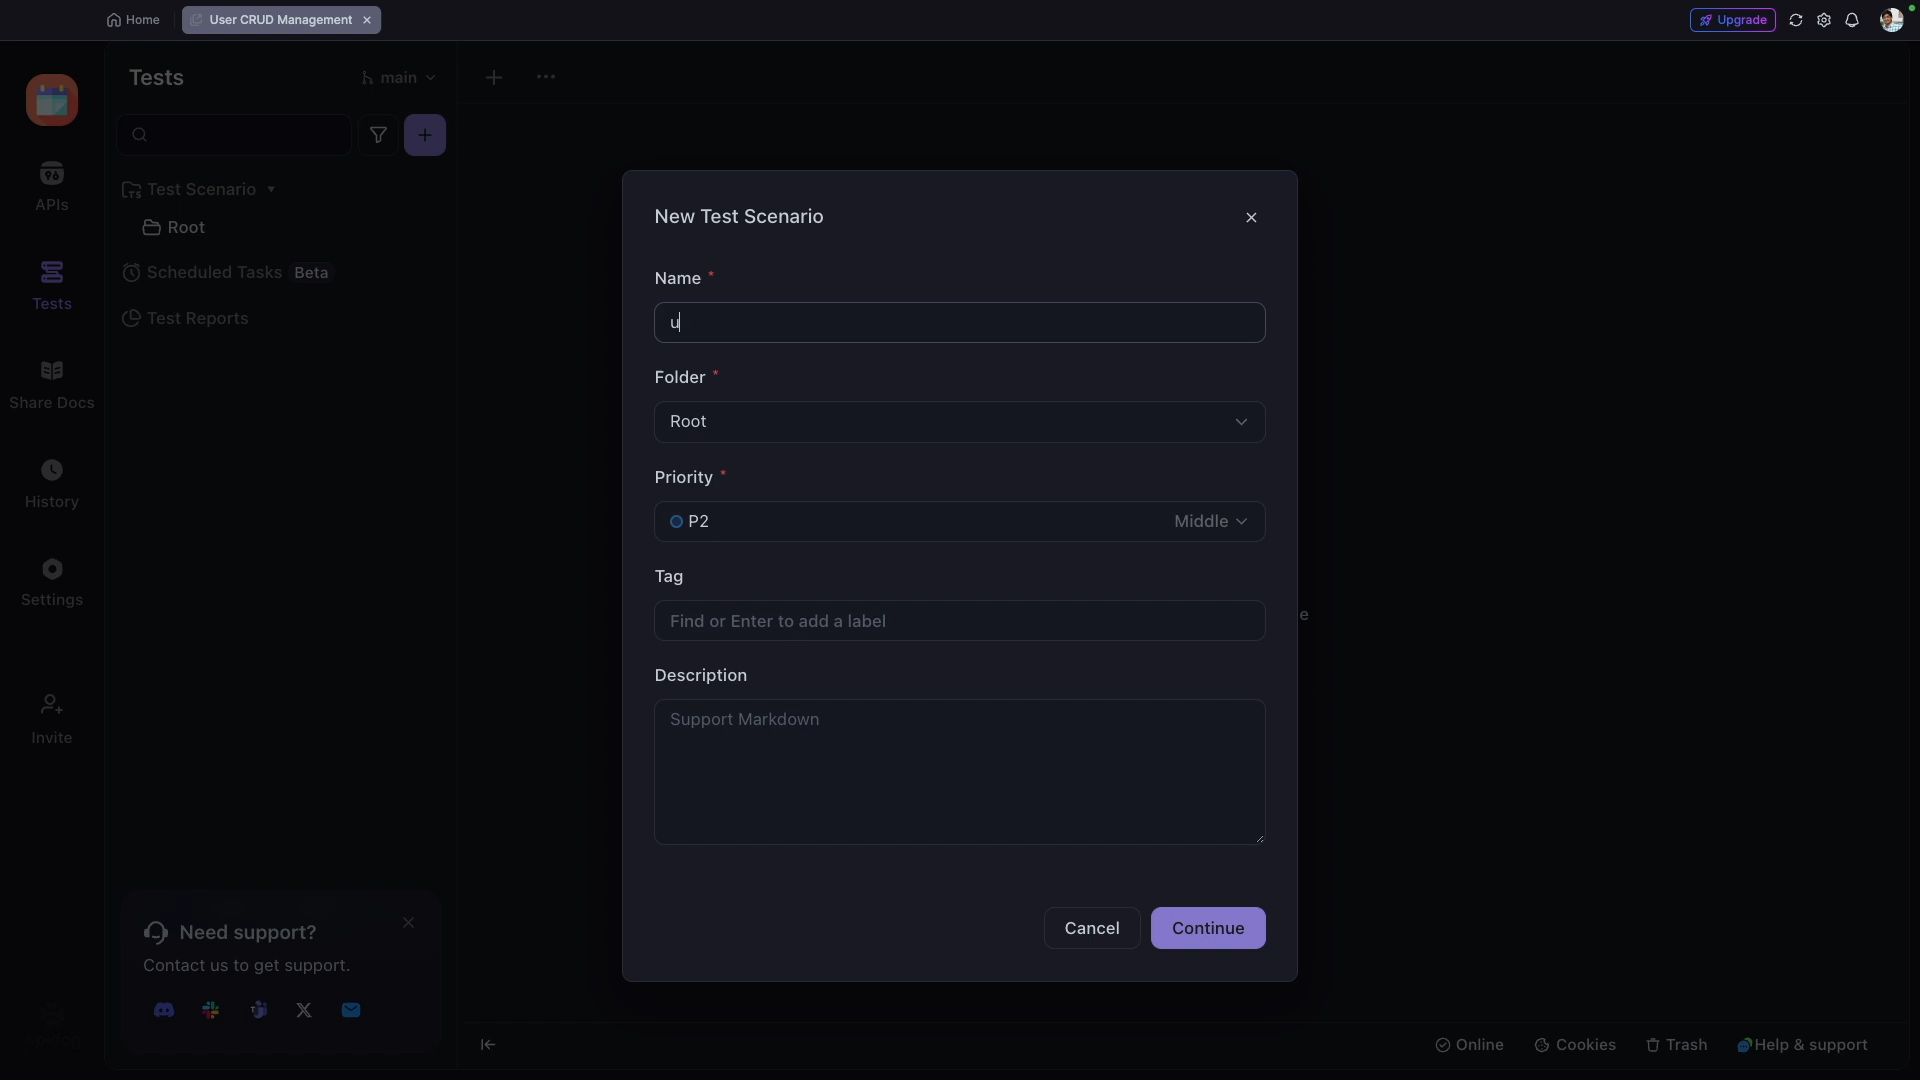 Home
User CRUD Management
Upgrade
Tests
main
Test Scenario
Root
Scheduled Tasks Beta
Test Reports
APIs
Tests
Share Docs
History
Settings
Invite
New Test Scenario
Name *
u
Folder *
Root
Priority *
P2
Middle
Tag
Find or Enter to add a label
e
Description
Support Markdown
Cancel
Continue
Need support?
Contact us to get support.
Online
Cookies
Trash
Help & support